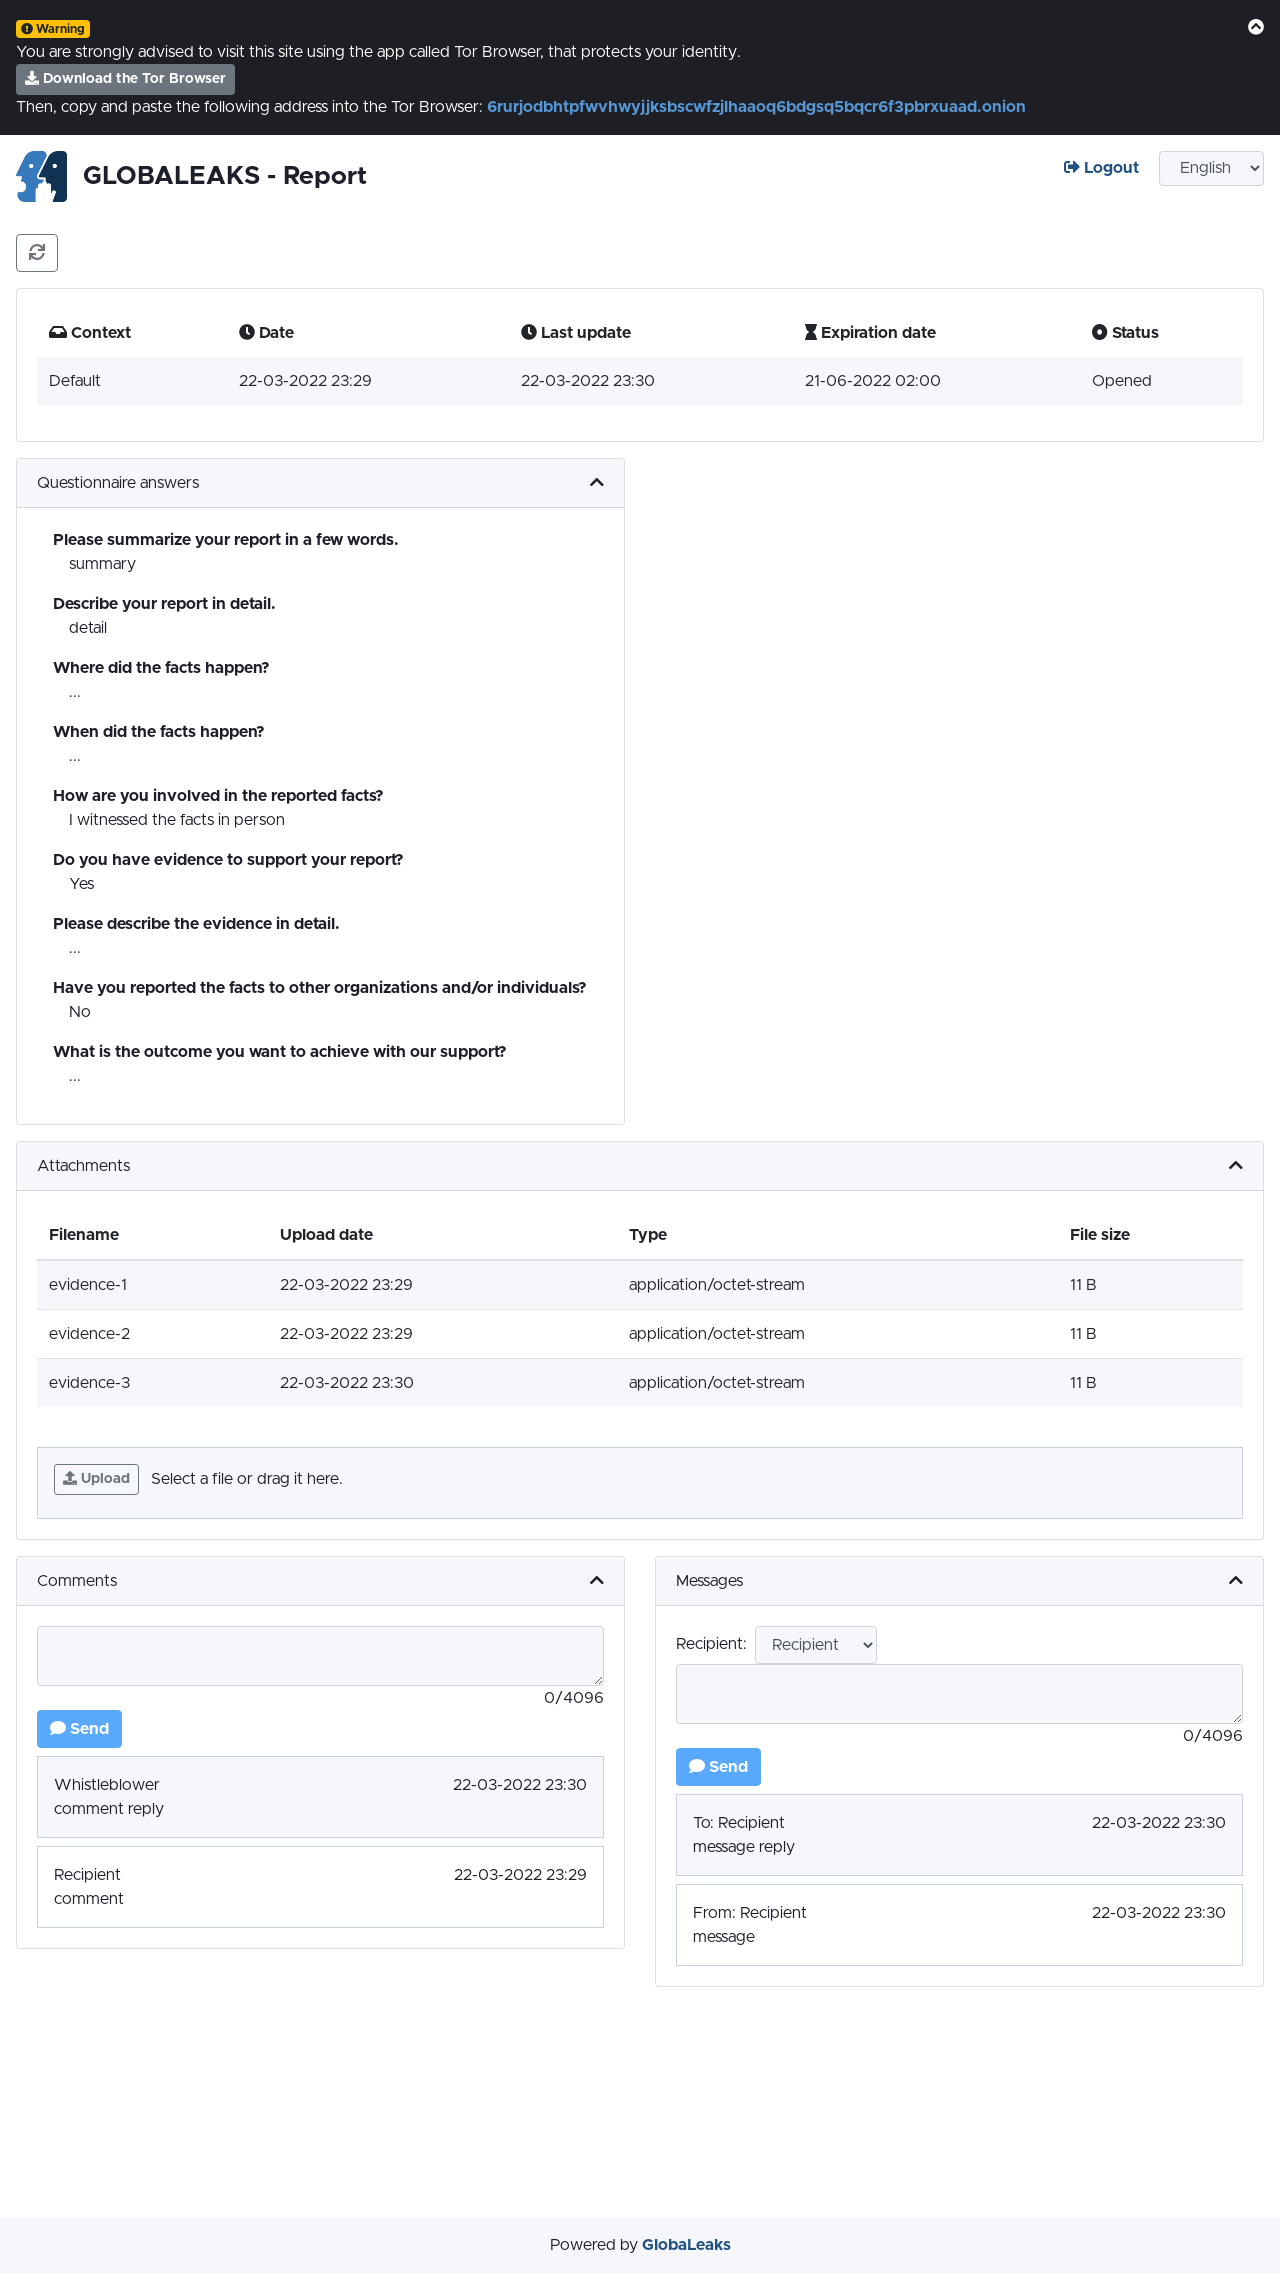 Warning
You are strongly advised to visit this site using the app called Tor Browser, that protects your identity.
Download the Tor Browser
Then, copy and paste the following address into the Tor Browser: 6rurjodbhtpfwvhwyjjksbscwfzjlhaaoq6bdgsq5bqcr6f3pbrxuaad.onion
GLOBALEAKS - Report
Logout
English
Context Date Last update Expiration date Status
Default 22-03-2022 23:29 22-03-2022 23:30 21-06-2022 02:00 Opened
Questionnaire answers
Please summarize your report in a few words.
summary
Describe your report in detail.
detail
Where did the facts happen?
...
When did the facts happen?
...
How are you involved in the reported facts?
I witnessed the facts in person
Do you have evidence to support your report?
Yes
Please describe the evidence in detail.
...
Have you reported the facts to other organizations and/or individuals?
No
What is the outcome you want to achieve with our support?
...
Attachments
Filename Upload date Type File size
evidence-1 22-03-2022 23:29 application/octet-stream 11 B
evidence-2 22-03-2022 23:29 application/octet-stream 11 B
evidence-3 22-03-2022 23:30 application/octet-stream 11 B
Upload Select a file or drag it here.
Comments
0/4096
Send
Whistleblower 22-03-2022 23:30
comment reply
Recipient 22-03-2022 23:29
comment
Messages
Recipient: Recipient
0/4096
Send
To: Recipient 22-03-2022 23:30
message reply
From: Recipient 22-03-2022 23:30
message
Powered by GlobaLeaks